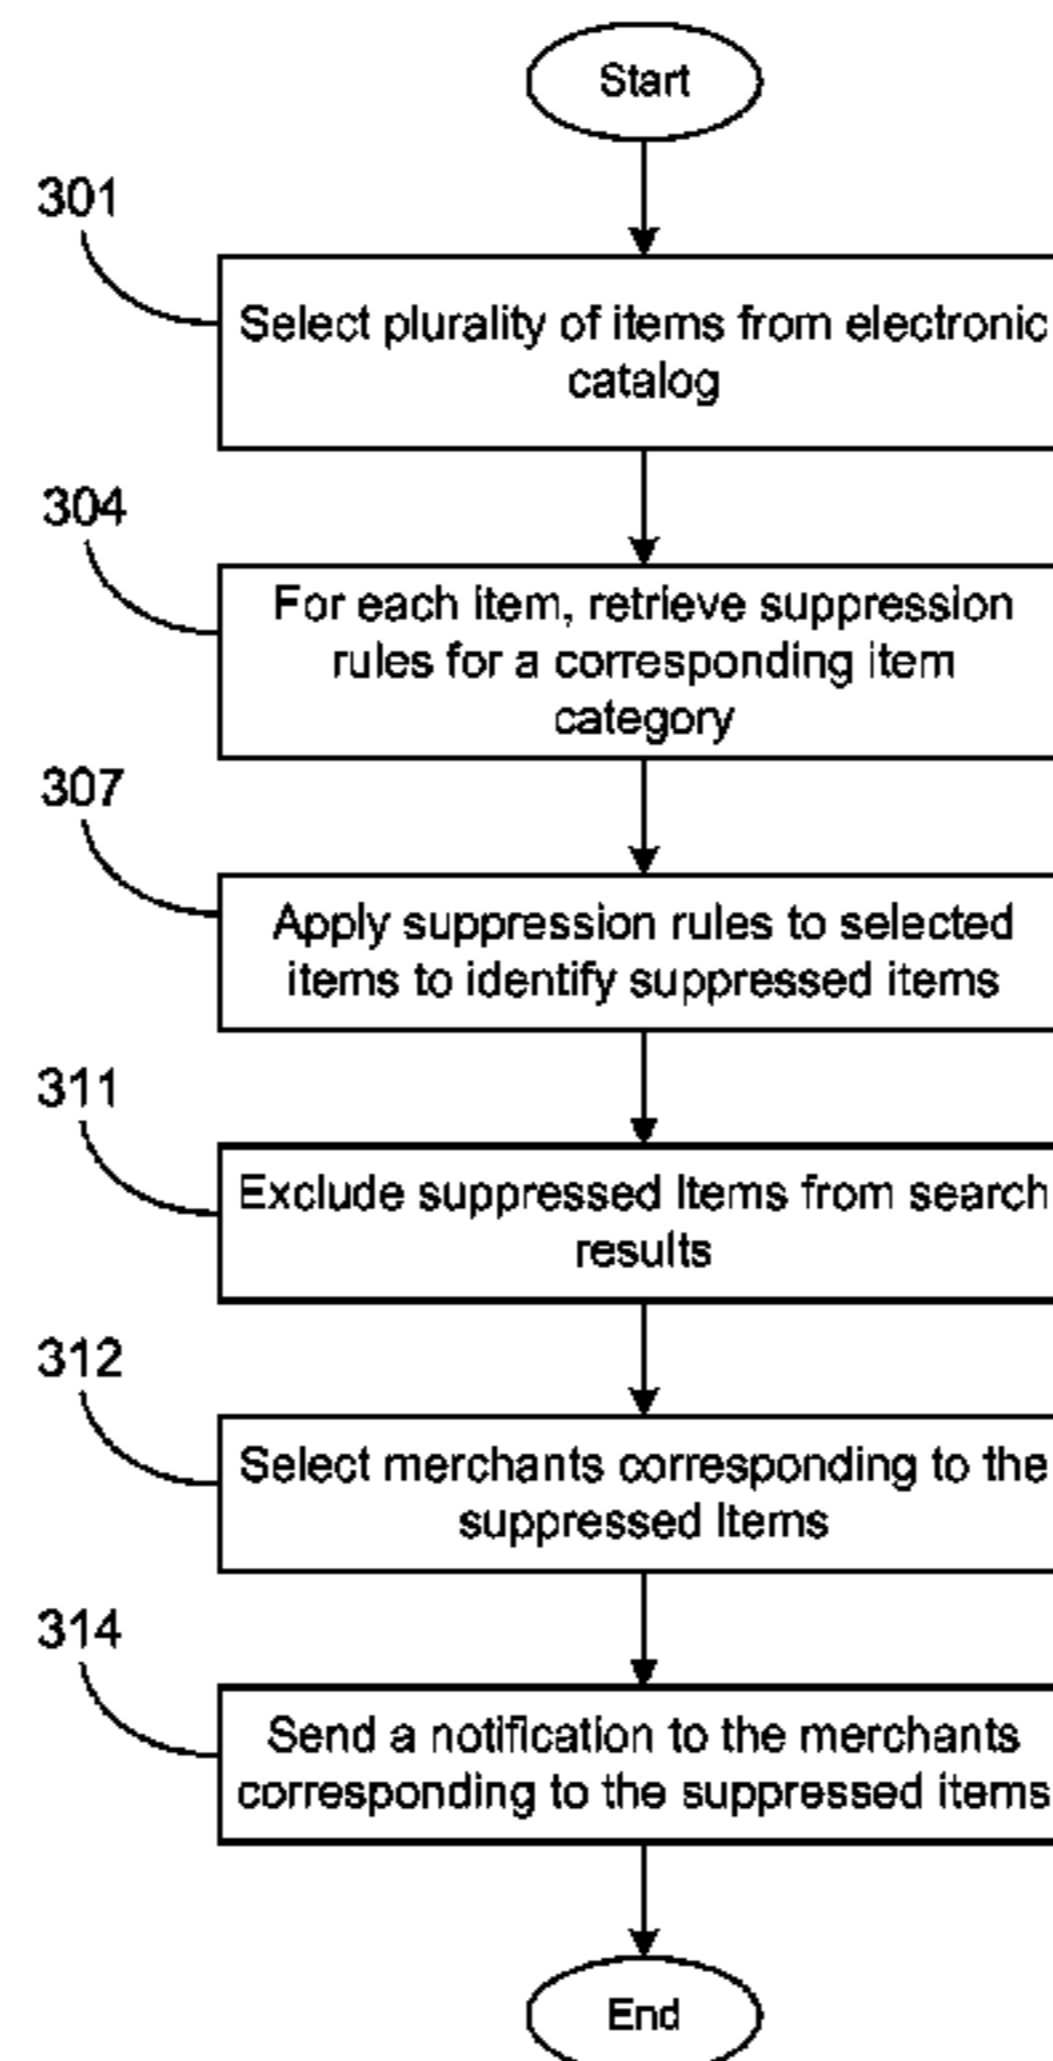 Start
301
Select plurality of items from electronic
catalog
304
For each item, retrieve suppression
rules for a corresponding item
category
307
Apply suppression rules to selected
items to identify suppressed items
311
Exclude suppressed Items from search
results
312
Select merchants corresponding to the
suppressed Items
314
Send a notification to the merchants
corresponding to the suppressed items
End